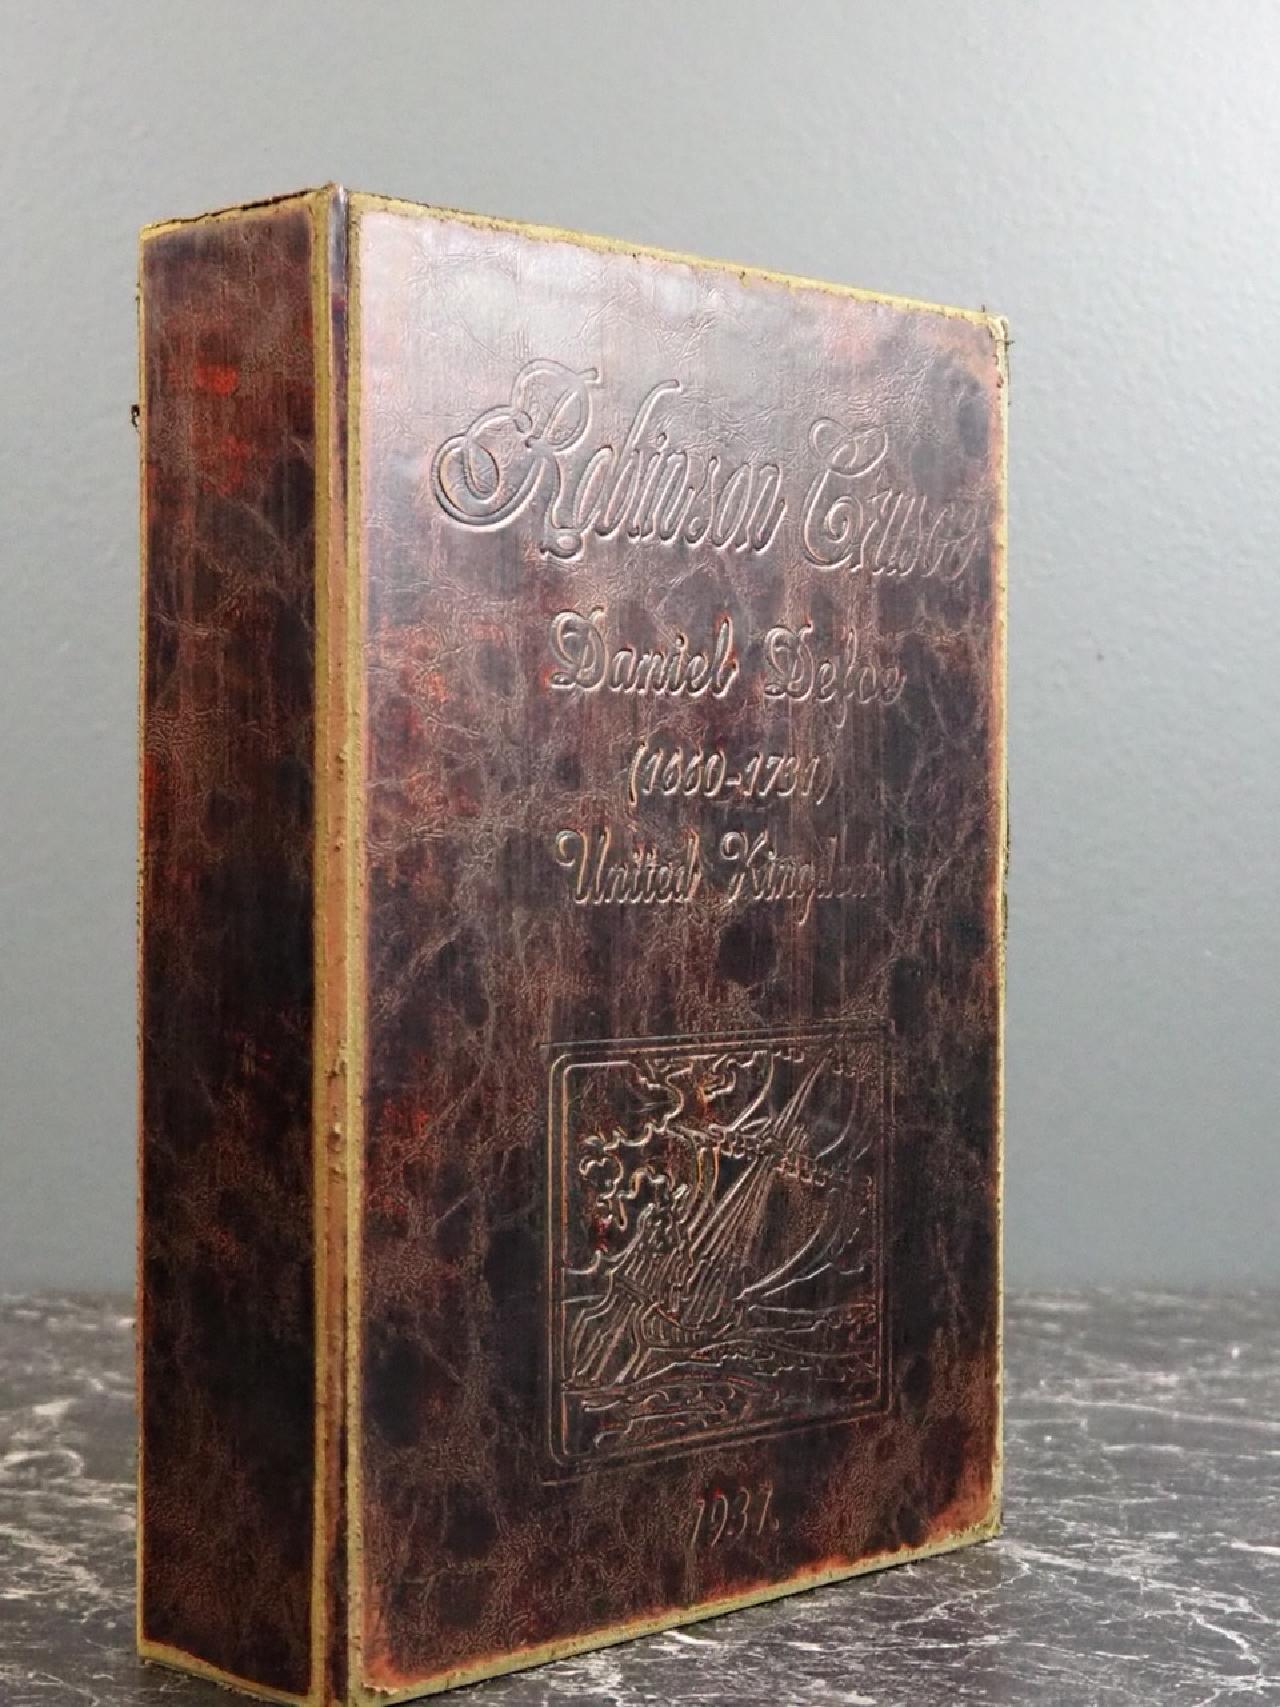 Robinson Crusoe
Daniel Defoe
(1660-1731)
United Kingdom
1937.